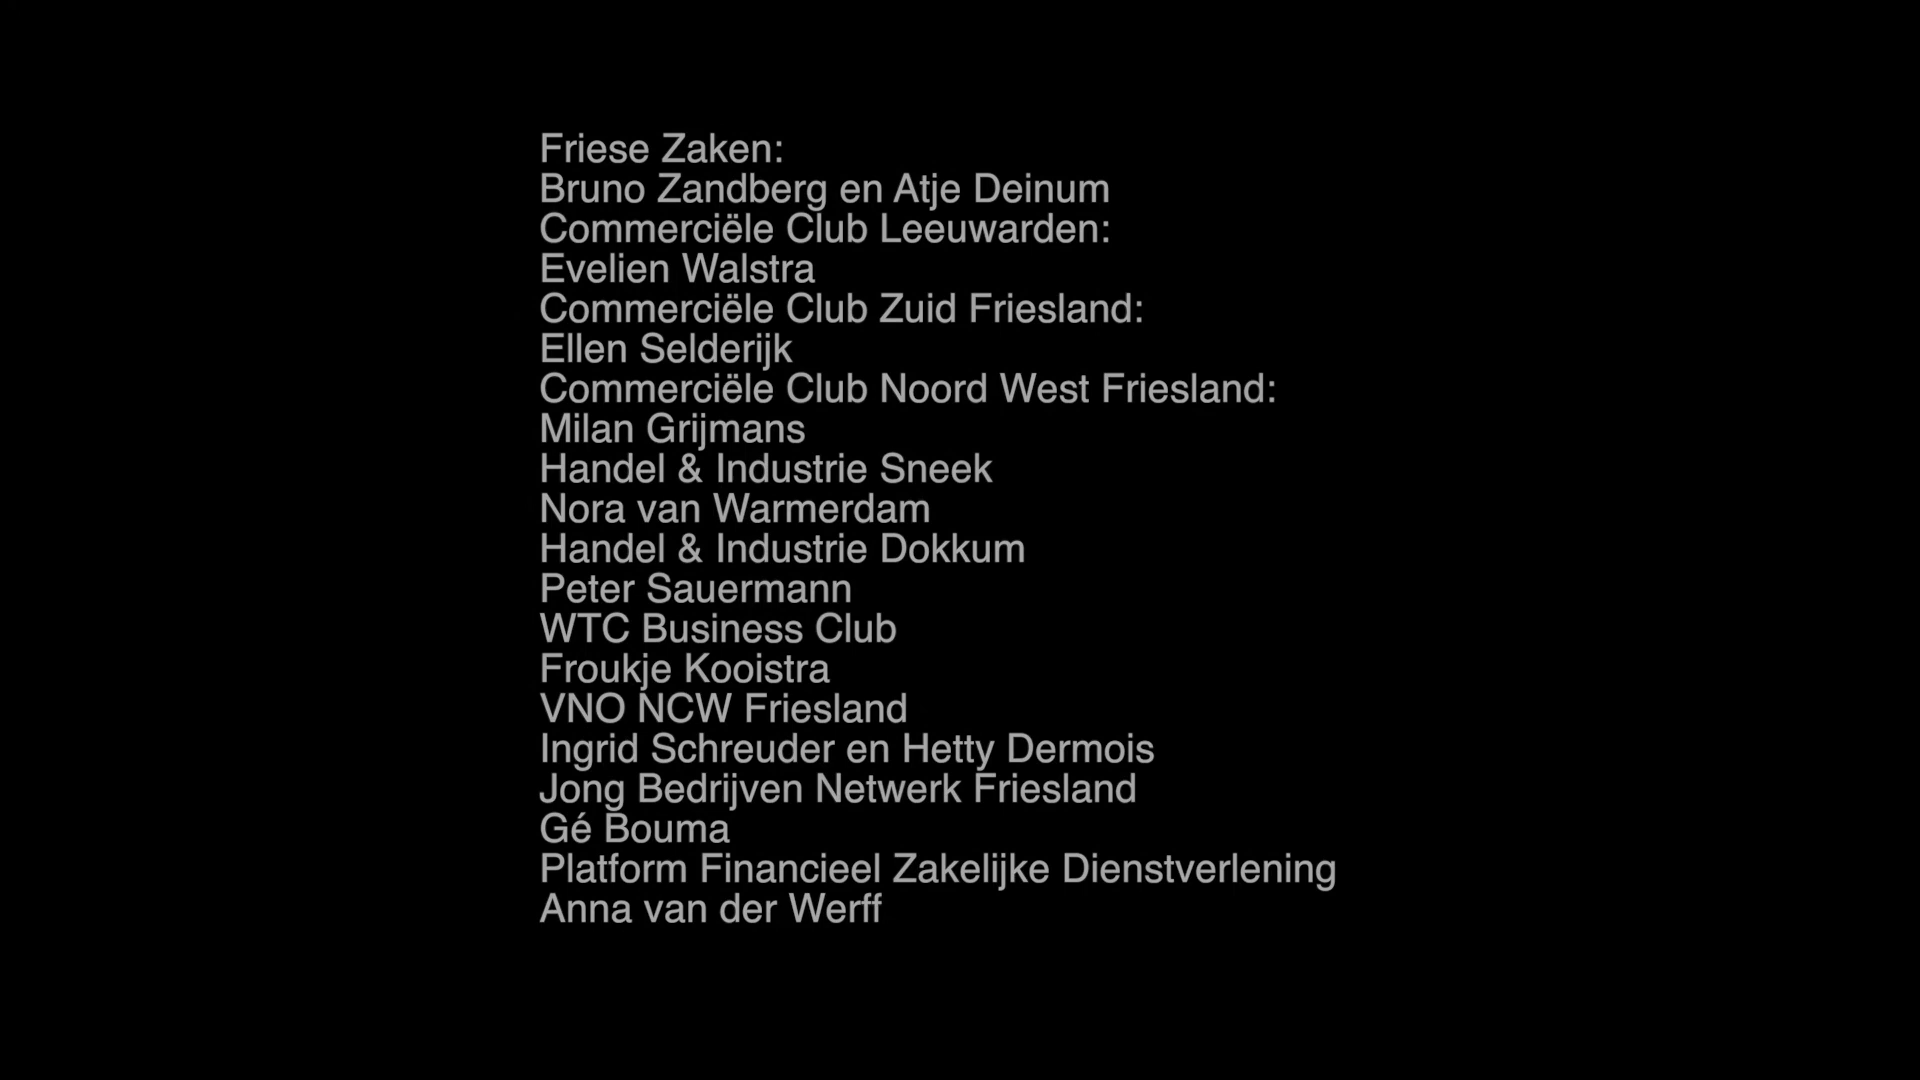 Friese Zaken:
Bruno Zandberg en Atje Deinum
Commerciële Club Leeuwarden:
Evelien Walstra
Commerciële Club Zuid Friesland:
Ellen Selderijk
Commerciële Club Noord West Friesland:
Milan Grijmans
Handel & Industrie Sneek
Nora van Warmerdam
Handel & Industrie Dokkum
Peter Sauermann
WTC Business Club
Froukje Kooistra
VNO NCW Friesland
Ingrid Schreuder en Hetty Dermois
Jong Bedrijven Netwerk Friesland
Gé Bouma
Platform Financieel Zakelijke Dienstverlening
Anna van der Werff